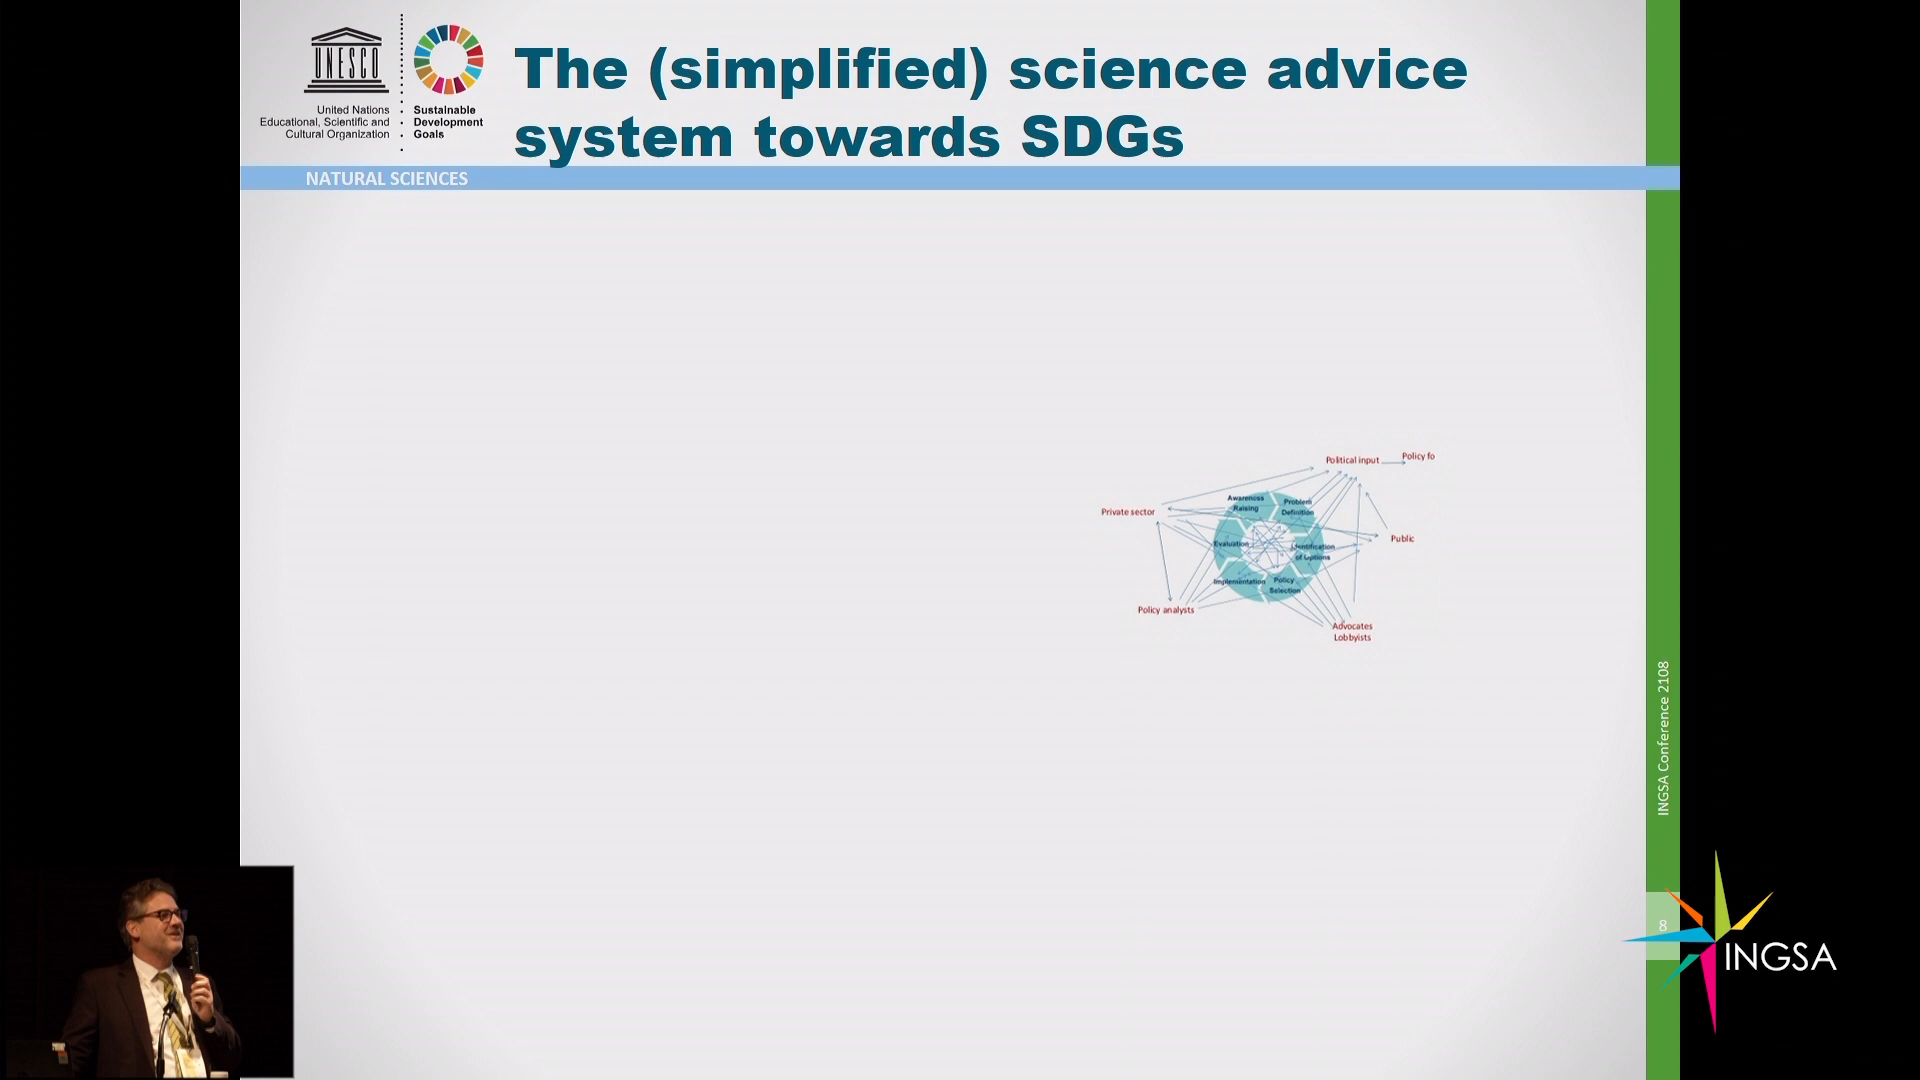 UNESCO
United Nations
Educational, Scientific and
Cultural Organization
Sustainable
Development
Goals
The (simplified) science advice
system towards SDGs
NATURAL SCIENCES
Political input
Policy fo
Awareness
Raising
Problem
Definition
Private sector
Public
Evaluation
Identification
of Options
Implementation
Policy
Selection
Policy analysts
Advocates
Lobbyists
INGSA Conference 2108
8
INGSA